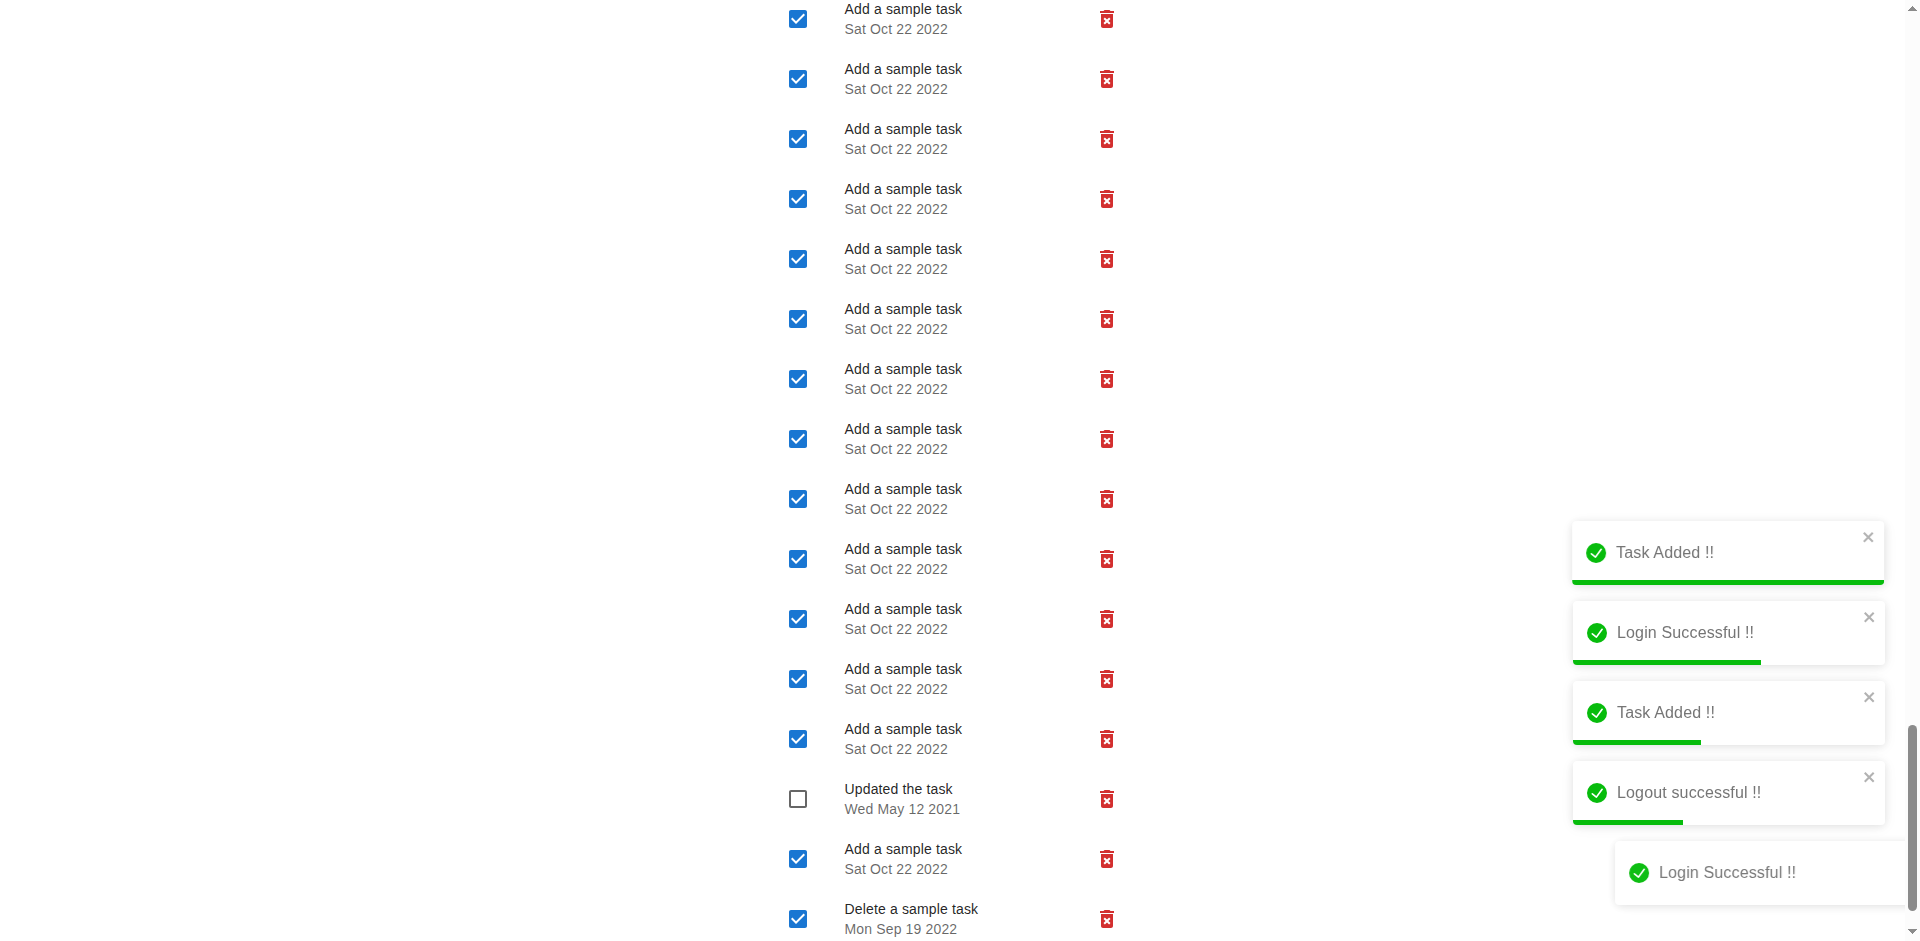 Add a sample task
Sat Oct 22 2022
Add a sample task
Sat Oct 22 2022
Add a sample task
Sat Oct 22 2022
Add a sample task
Sat Oct 22 2022
Add a sample task
Sat Oct 22 2022
Add a sample task
Sat Oct 22 2022
Add a sample task
Sat Oct 22 2022
Add a sample task
Sat Oct 22 2022
Add a sample task
Sat Oct 22 2022
Add a sample task
Sat Oct 22 2022
Add a sample task
Sat Oct 22 2022
Add a sample task
Sat Oct 22 2022
Add a sample task
Sat Oct 22 2022
Updated the task
Wed May 12 2021
Add a sample task
Sat Oct 22 2022
Delete a sample task
Mon Sep 19 2022
Task Added !!
Login Successful !!
Task Added !!
Logout successful !!
Login Successful !!